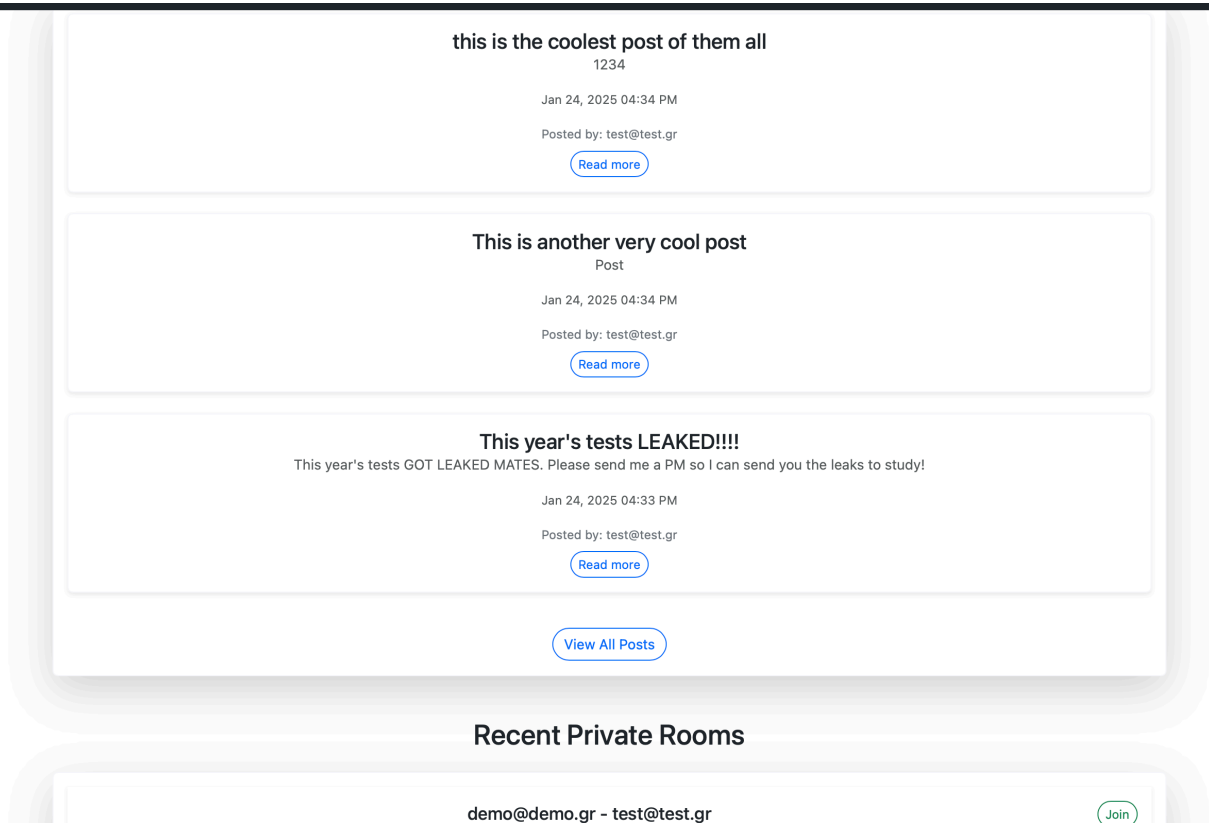 this is the coolest post of them all
1234
Jan 24, 2025 04:34 PM
Posted by: test@test.gr
Read more
This is another very cool post
Post
Jan 24, 2025 04:34 PM
Posted by: test@test.gr
Read more
This year's tests LEAKED!!!!
This year's tests GOT LEAKED MATES. Please send me a PM so I can send you the leaks to study!
Jan 24, 2025 04:33 PM
Posted by: test@test.gr
Read more
View All Posts
Recent Private Rooms
demo@demo.gr - test@test.gr
Join